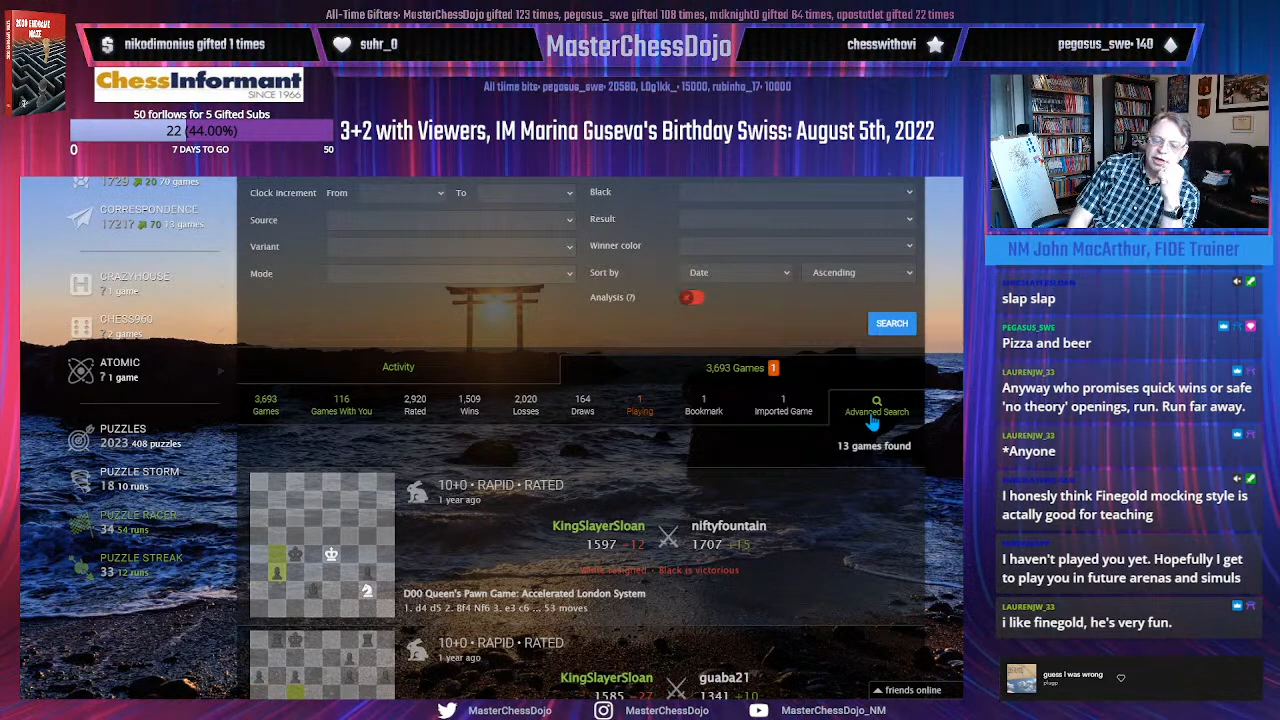 All-Time Gifters: MasterChessDojo gifted 123 times, pegasus_swe gifted 108 times, mdknight0 gifted 84 times, apostatlet gifted 22 times
2020 ENDGAME
$ nikodimonius gifted 1 times
suhr_0
MasterChessDojo
chesswithovi
pegasus_swe• 140
ChessInformant
SINCE 1966
All tiime bits• pegasus_swe• 20580, L0g1kk_• 15000, rubinho_17• 10000
50 forllows for 5 Gifted Subs
22 (44.00%)
0 7 DAYS TO GO 50
3+2 with Viewers, IM Marina Guseva's Birthday Swiss: August 5th, 2022
1729 20 70 games
CORRESPONDENCE
1721? 70 13 games
CRAZYHOUSE
? 1 game
CHESS960
? 2 games
ATOMIC
? 1 game
PUZZLES
2023 408 puzzles
PUZZLE STORM
18 10 runs
PUZZLE RACER
34 54 runs
PUZZLE STREAK
33 12 runs
Clock Increment From To
Source
Variant
Mode
Black
Result
Winner color
Sort by Date Ascending
Analysis (?)
SEARCH
Activity
3,693 Games 1
3,693 Games
116 Games With You
2,920 Rated
1,509 Wins
2,020 Losses
164 Draws
1 Playing
1 Bookmark
1 Imported Game
Advanced Search
13 games found
10+0 • RAPID • RATED
1 year ago
KingSlayerSloan niftyfountain
1597 −12 1707 +15
White resigned • Black is victorious
D00 Queen's Pawn Game: Accelerated London System
1. d4 d5 2. Bf4 Nf6 3. e3 c6 ... 53 moves
10+0 • RAPID • RATED
1 year ago
KingSlayerSloan guaba21
1585 −27 1341 +10
friends online
NM John MacArthur, FIDE Trainer
slap slap
PEGASUS_SWE
Pizza and beer
LAURENJW_33
Anyway who promises quick wins or safe
'no theory' openings, run. Run far away.
LAURENJW_33
*Anyone
I honesly think Finegold mocking style is
actally good for teaching
I haven't played you yet. Hopefully I get
to play you in future arenas and simuls
LAURENJW_33
i like finegold, he's very fun.
guess I was wrong
plugp
MasterChessDojo
MasterChessDojo
MasterChessDojo_NM